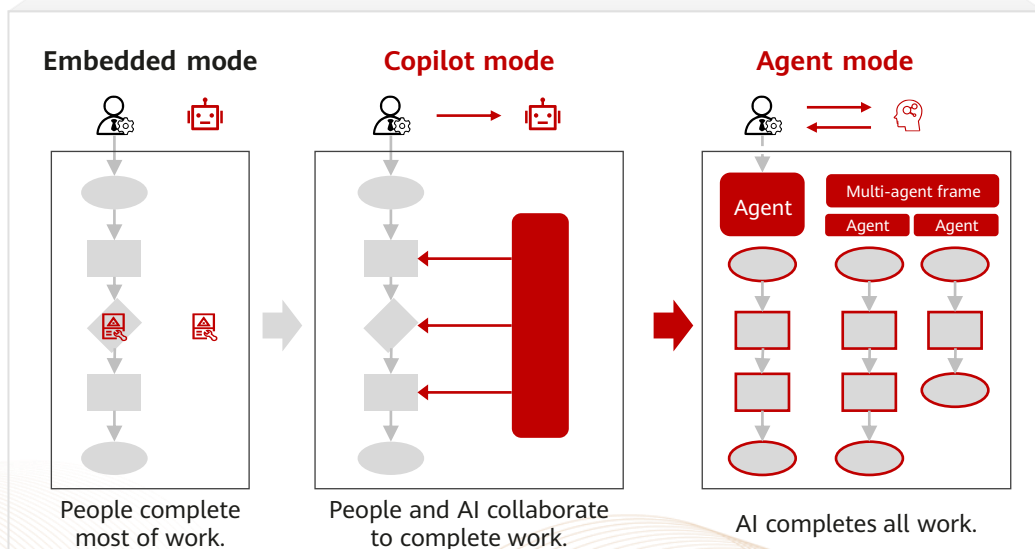 Embedded mode
Copilot mode
Agent mode
Agent
Multi-agent frame
Agent
Agent
People complete
most of work.
People and AI collaborate
to complete work.
AI completes all work.